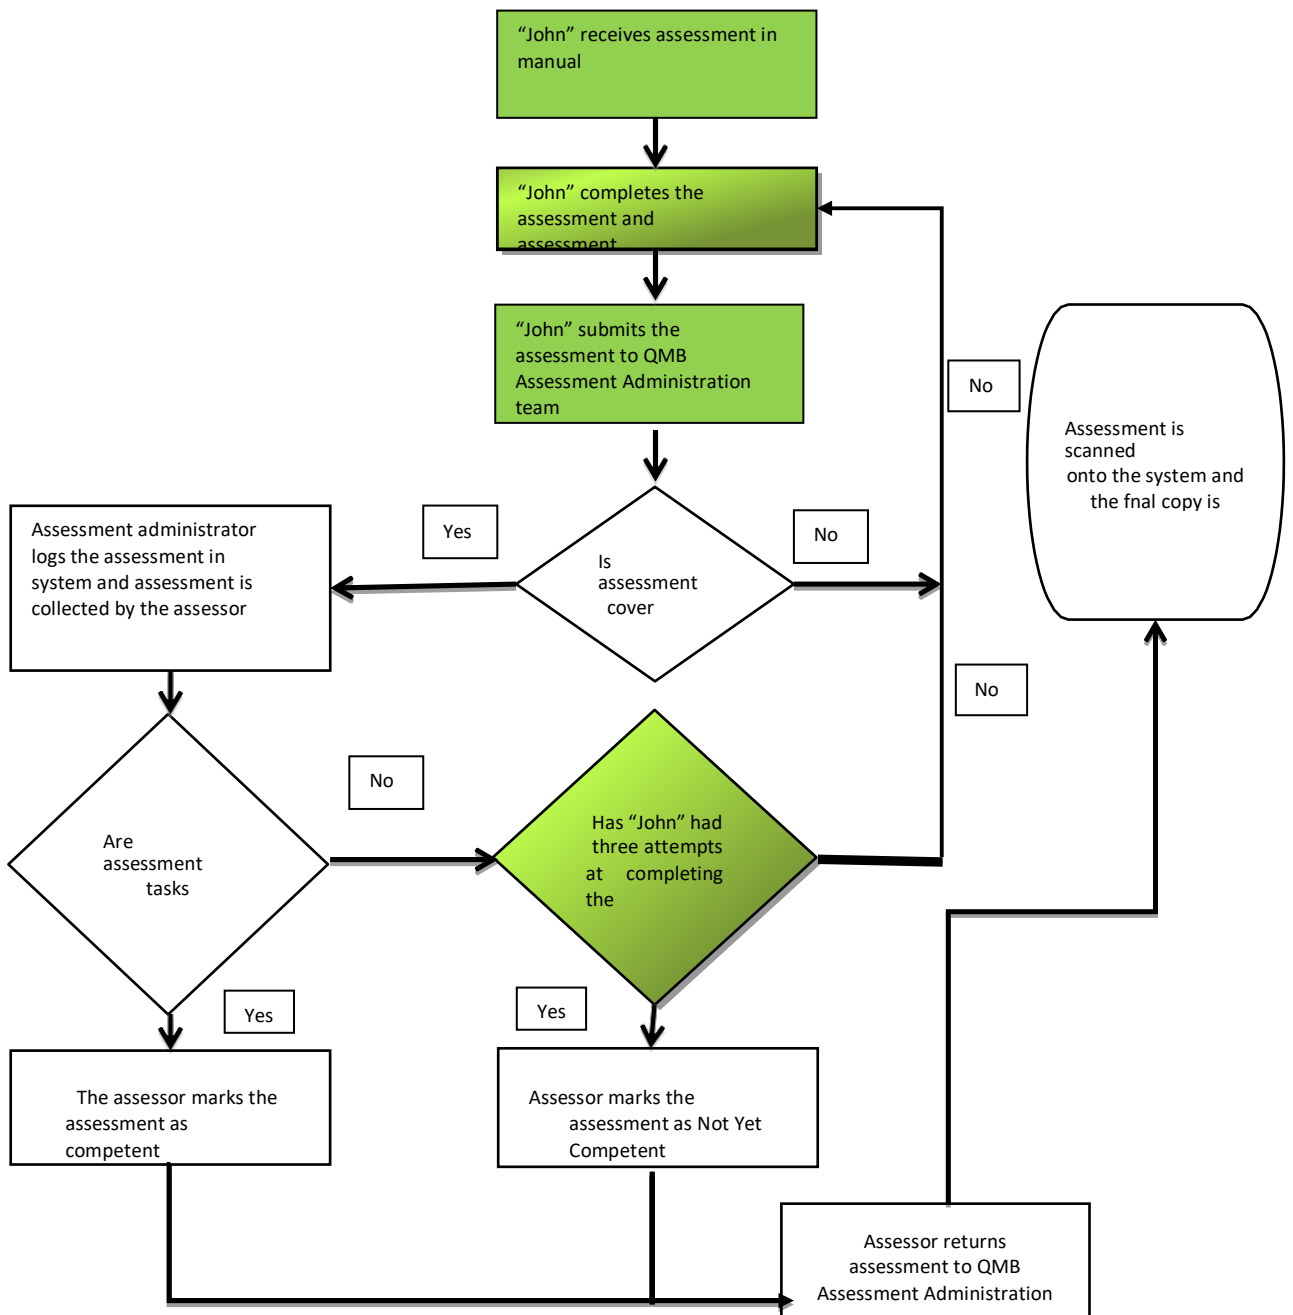 “John” receives assessment in
manual
“John” completes the
assessment and
assessment
“John” submits the
assessment to QMB
Assessment Administration
team
No
Assessment is
scanned
onto the system and
the fnal copy is
Yes
No
Is
assessment
cover
Assessment administrator
logs the assessment in
system and assessment is
collected by the assessor
No
No
Are
assessment
tasks
Has “John” had
three attempts
at completing
the
Yes
Yes
The assessor marks the
assessment as
competent
Assessor marks the
assessment as Not Yet
Competent
Assessor returns
assessment to QMB
Assessment Administration